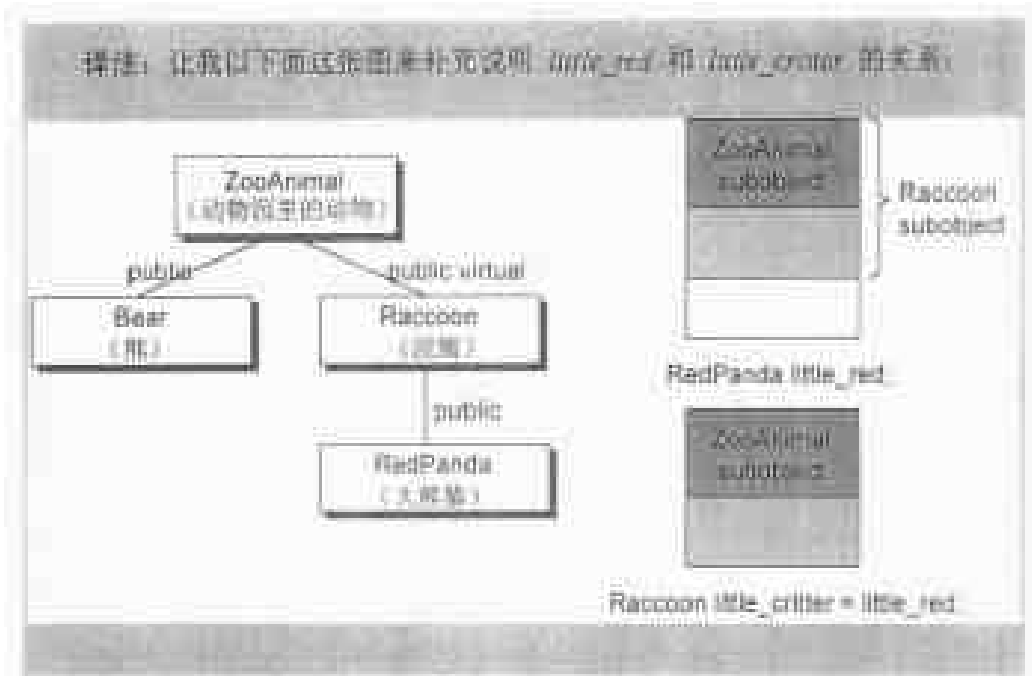 让我以下面这张图来补充说明 little_red 和 little_critter 的关系：
ZooAnimal
（动物园里的动物）
public
public virtual
Bear
（熊）
Raccoon
public
RedPanda
ZooAnimal
subobject
Raccoon
subobject
RedPanda little_red
ZooAnimal
subobject
Raccoon little_critter = little_red